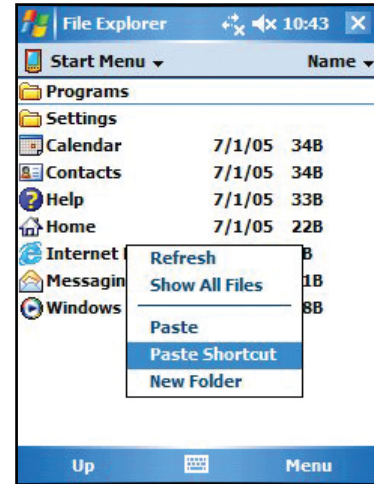 File Explorer 10:43
Start Menu Name
Programs
Settings
Calendar 7/1/05 34B
Contacts 7/1/05 34B
Help 7/1/05 33B
Home 7/1/05 22B
Internet B
Messagin 1B
Windows 8B
Refresh
Show All Files
Paste
Paste Shortcut
New Folder
Up Menu